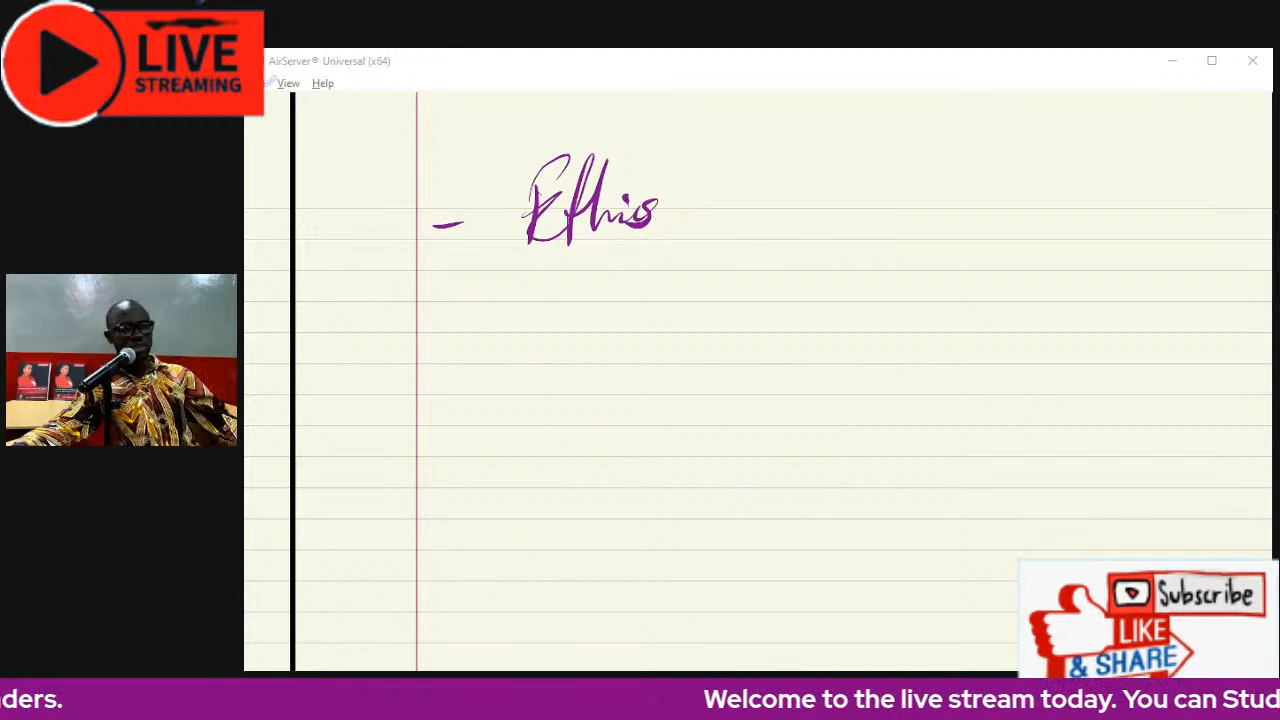 LIVE
STREAMING
AirServer® Universal (x64)
View Help
- Ethics
Subscribe
LIKE
& SHARE
ders. Welcome to the live stream today. You can Stud